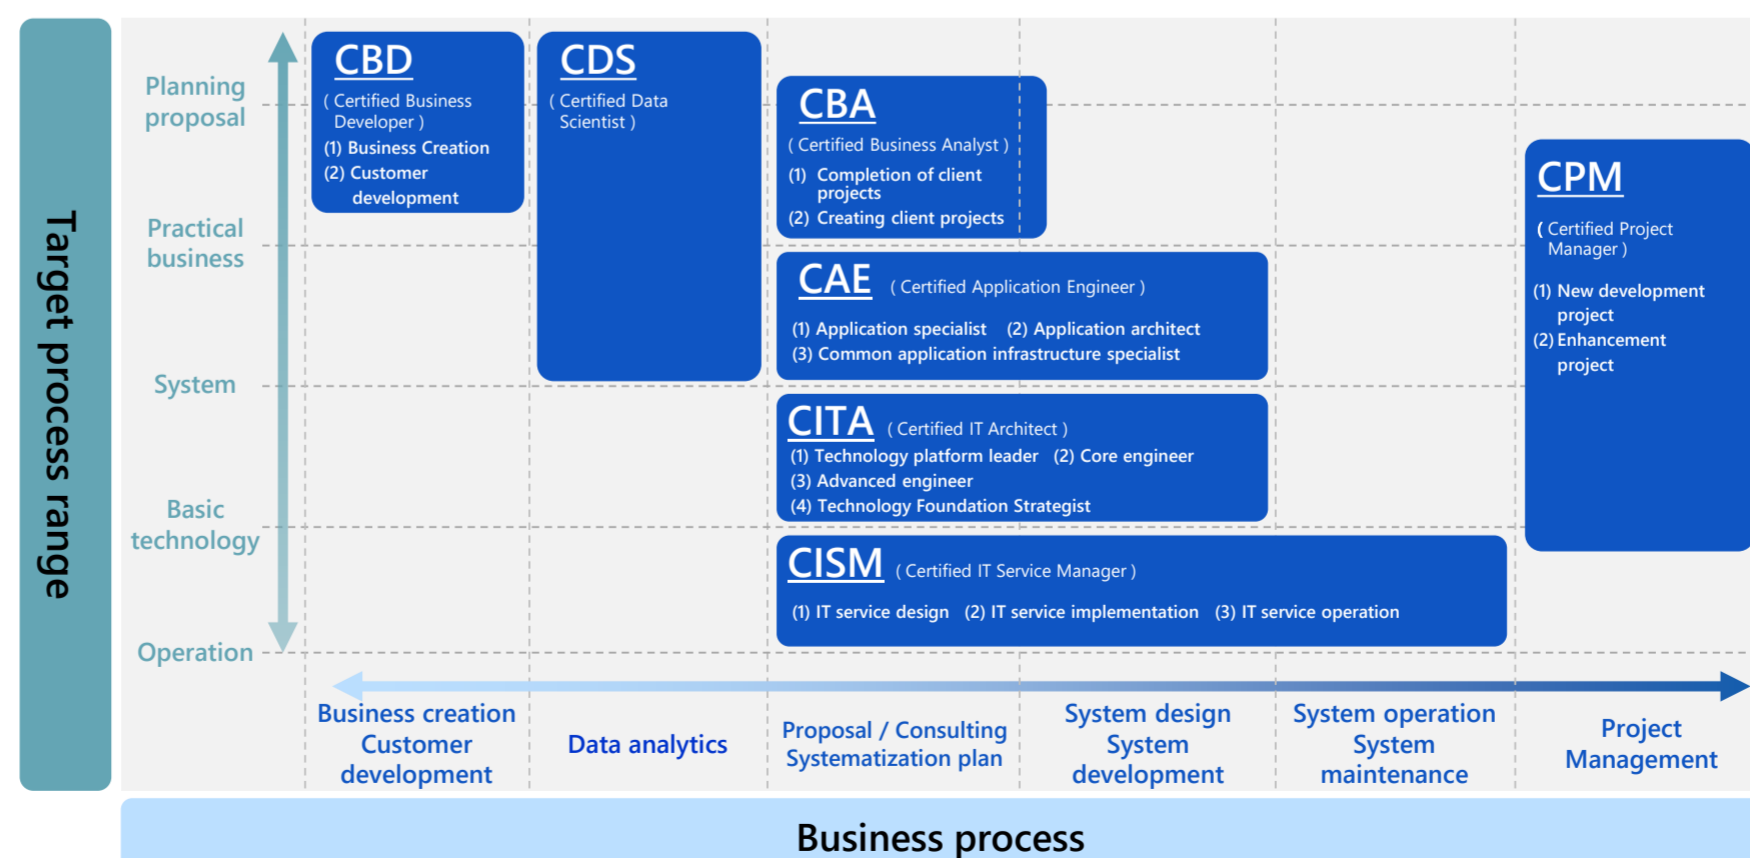 Target process range
Planning
proposal
Practical
business
System
Basic
technology
Operation
CBD
( Certified Business
Developer )
(1) Business Creation
(2) Customer
development
CDS
( Certified Data
Scientist )
CBA
( Certified Business Analyst )
(1) Completion of client
projects
(2) Creating client projects
CAE ( Certified Application Engineer )
(1) Application specialist (2) Application architect
(3) Common application infrastructure specialist
CITA ( Certified IT Architect )
(1) Technology platform leader (2) Core engineer
(3) Advanced engineer
(4) Technology Foundation Strategist
CISM ( Certified IT Service Manager )
(1) IT service design (2) IT service implementation (3) IT service operation
CPM
( Certified Project
Manager )
(1) New development
project
(2) Enhancement
project
Business creation
Customer
development
Data analytics
Proposal / Consulting
Systematization plan
System design
System
development
System operation
System
maintenance
Project
Management
Business process